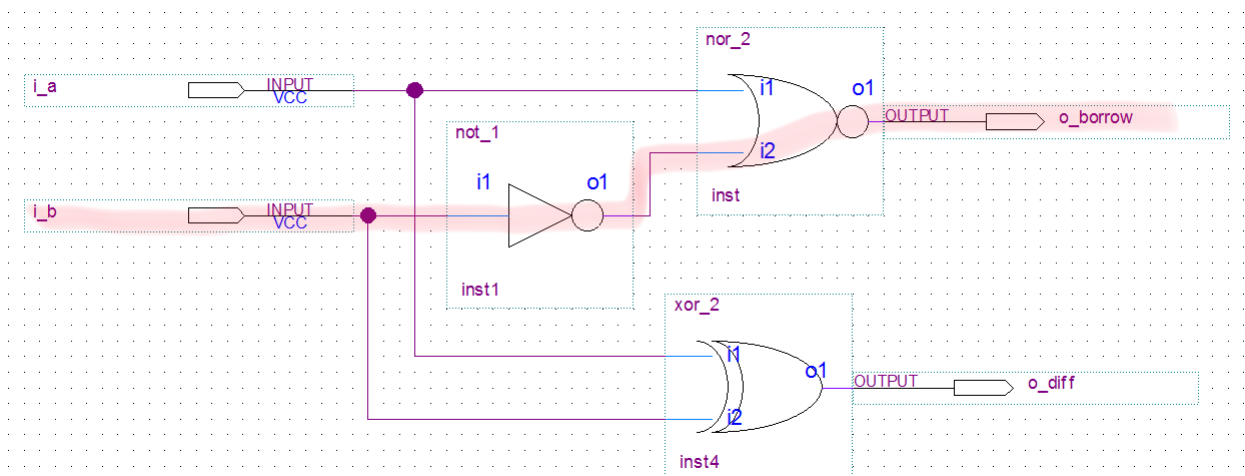 nor_2
i_a
INPUT
VCC
i1
o1
OUTPUT
o_borrow
i2
inst
not_1
i1
o1
i_b
INPUT
VCC
inst1
xor_2
i1
o1
OUTPUT
o_diff
i2
inst4